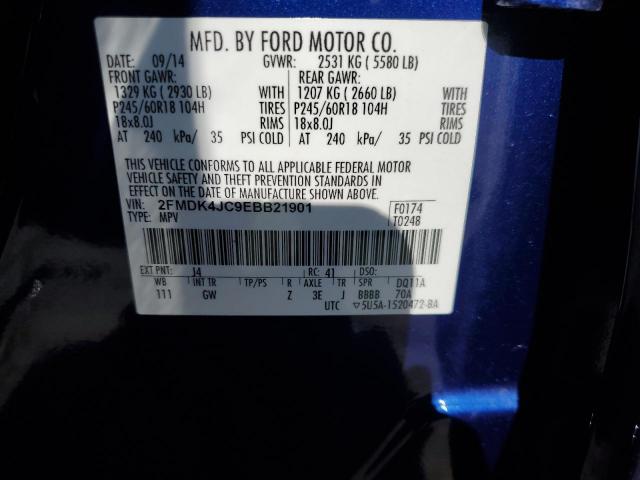 MFD. BY FORD MOTOR CO.
DATE: 09/14 GVWR: 2531 KG ( 5580 LB)
FRONT GAWR: REAR GAWR:
1329 KG ( 2930 LB) WITH 1207 KG ( 2660 LB) WITH
P245/60R18 104H TIRES P245/60R18 104H TIRES
18x8.0J RIMS 18x8.0J RIMS
AT 240 kPa/ 35 PSI COLD AT 240 kPa/ 35 PSI COLD
THIS VEHICLE CONFORMS TO ALL APPLICABLE FEDERAL MOTOR
VEHICLE SAFETY AND THEFT PREVENTION STANDARDS IN
EFFECT ON THE DATE OF MANUFACTURE SHOWN ABOVE.
VIN: 2FMDK4JC9EBB21901 F0174
TYPE: MPV T0248
EXT PNT: J4 RC: 41 DSO:
WB INT TR TP/PS R AXLE TR SPR DQ11A
111 GW Z 3E J BBBB 70A
UTC ▽5U5A-1520472-BA